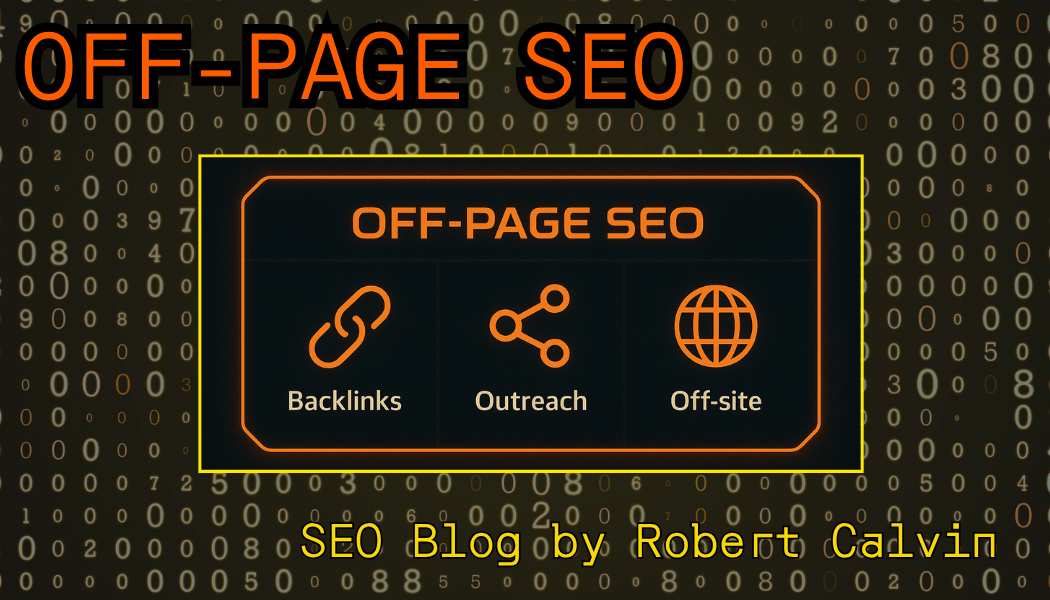 OFF-PAGE SEO
OFF-PAGE SEO
Backlinks Outreach Off-site
SEO Blog by Robert Calvin